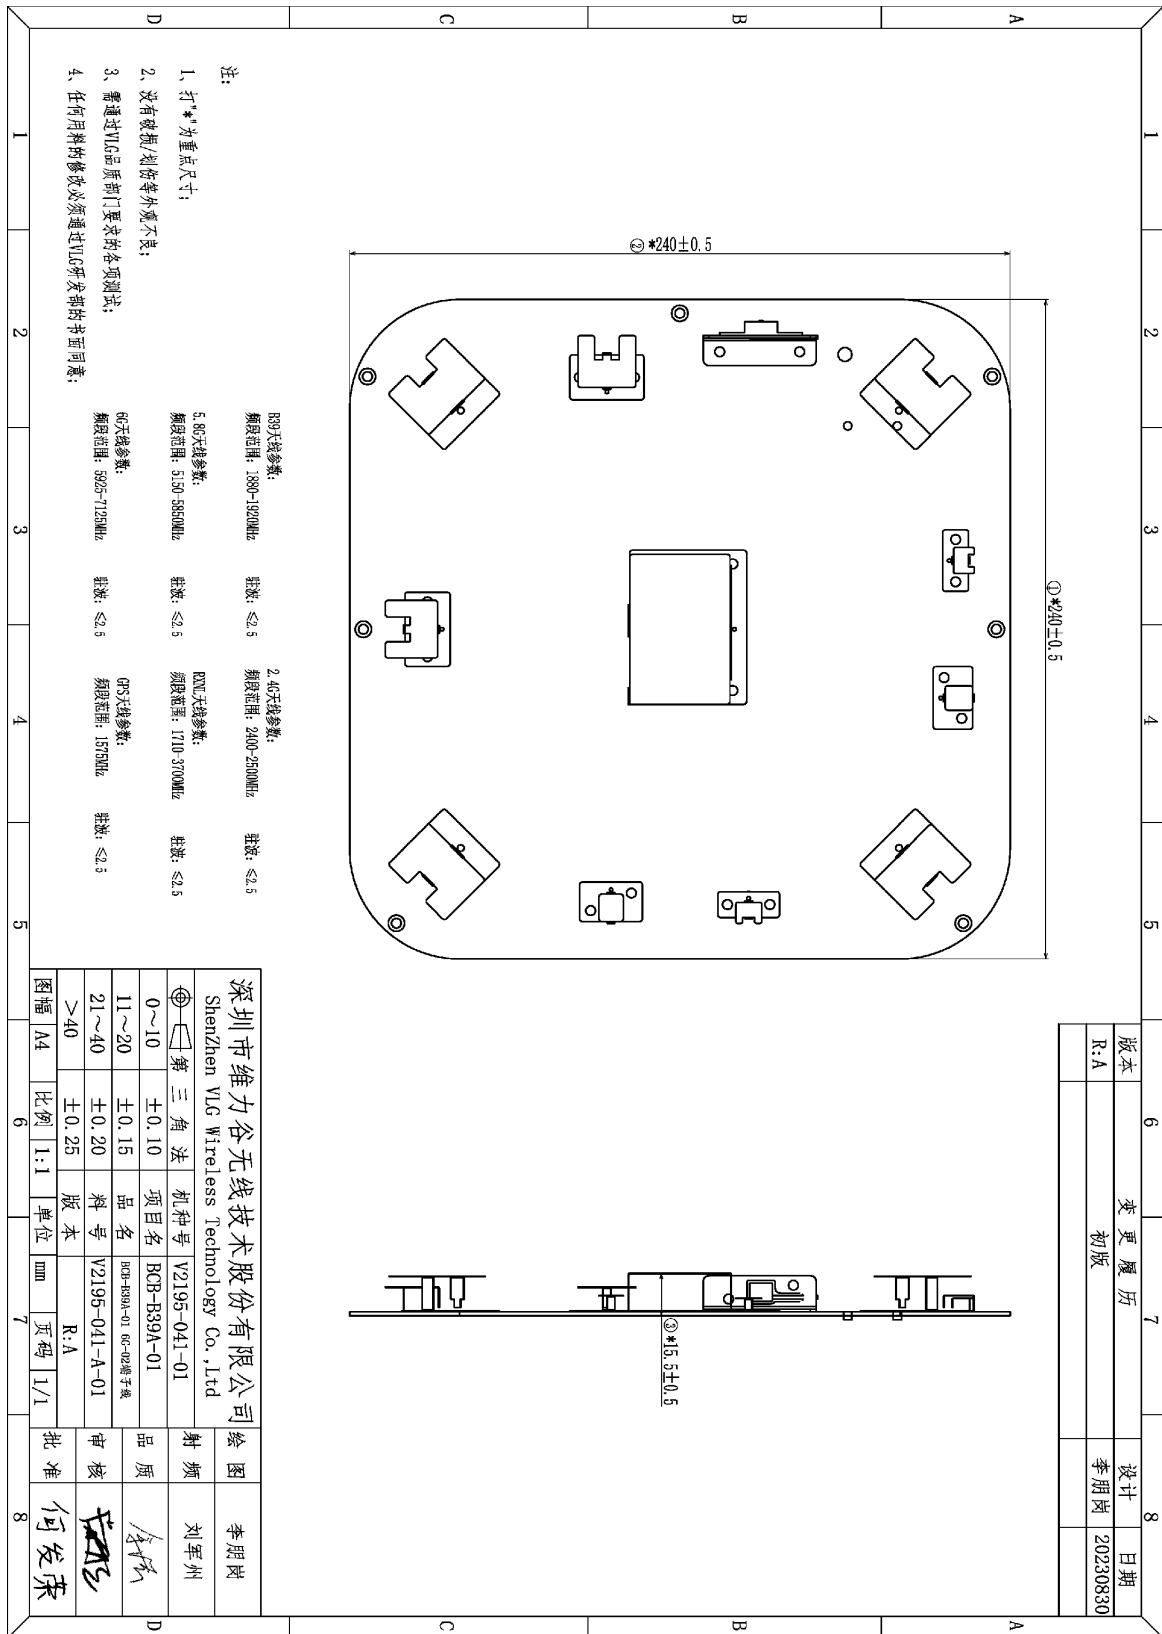 1 2 3 4 5 6 7 8
A
B
C
D
版本 变更履历 设计 日期
R:A 初版 李朋岗 20230830
①*240±0.5
②*240±0.5
③*15.5±0.5
注:
1、打"*"为重点尺寸;
2、没有破损/划伤等外观不良;
3、需通过VLG品质部门要求的各项测试;
4、任何用料的修改必须通过VLG研发部的书面同意;
B39天线参数:
频段范围: 1880-1920MHz 驻波: ≤2.5
2.4G天线参数:
频段范围: 2400-2500MHz 驻波: ≤2.5
5.8G天线参数:
频段范围: 5150-5850MHz 驻波: ≤2.5
频段范围: 1710-3700MHz 驻波: ≤2.5
6G天线参数:
频段范围: 5925-7125MHz 驻波: ≤2.5
GPS天线参数:
频段范围: 1575MHz 驻波: ≤2.5
深圳市维力谷无线技术股份有限公司
ShenZhen VLG Wireless Technology Co.,Ltd
第三角法 机种号 V2195-041-01
0~10 ±0.10 项目名 BCB-B39A-01
11~20 ±0.15 品名 BCB-B39A-01 6G-02端子线
21~40 ±0.20 料号 V2195-041-A-01
>40 ±0.25 版本 R:A
图幅 A4 比例 1:1 单位 mm 页码 1/1
绘图 李朋岗
射频 刘军州
品质
审核
批准 何发荣
1 2 3 4 5 6 7 8
A
B
C
D